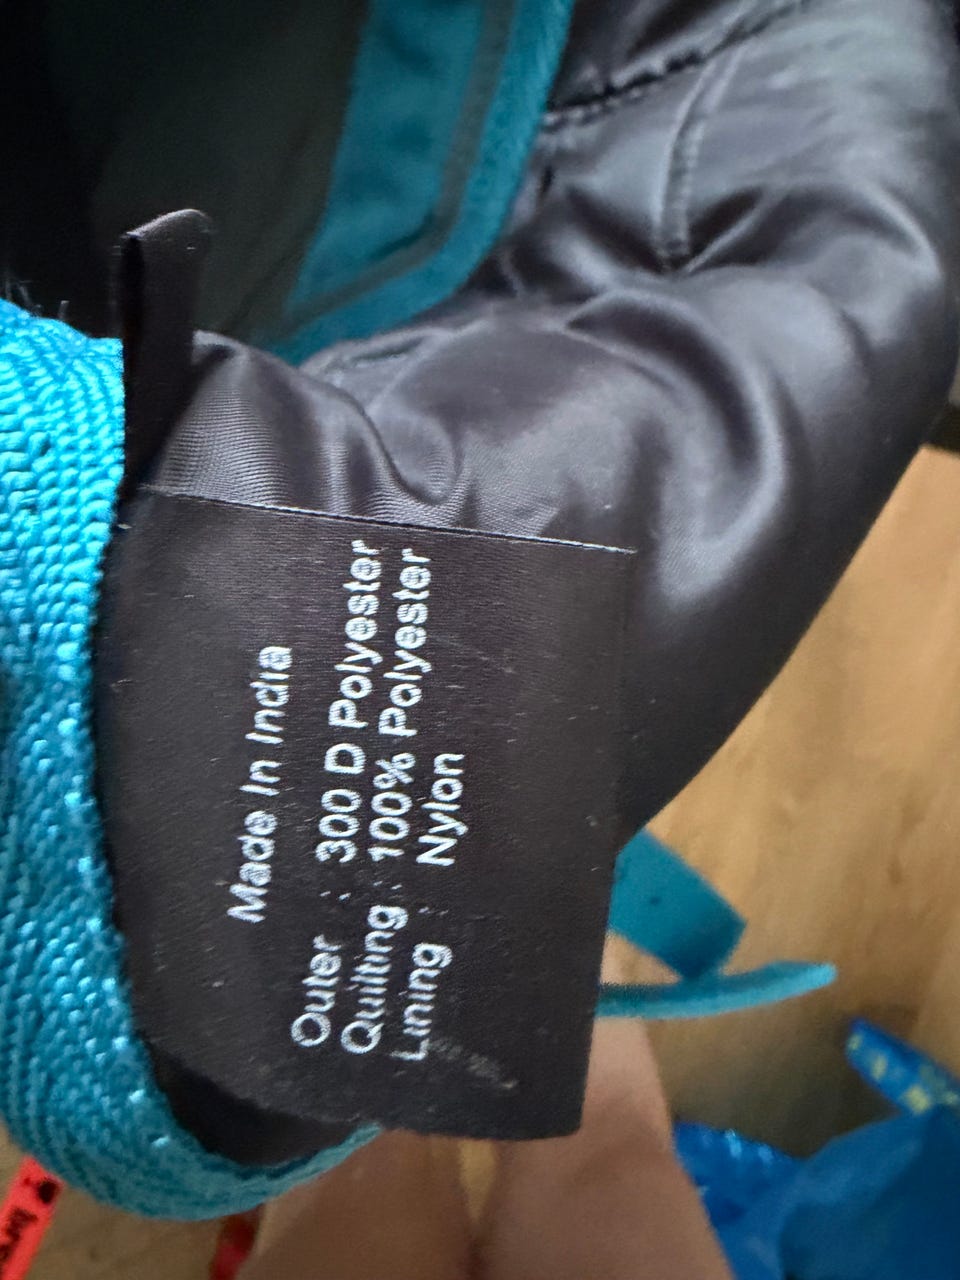 Made In India
Outer : 300 D Polyester
Quilting : 100% Polyester
Lining : Nylon